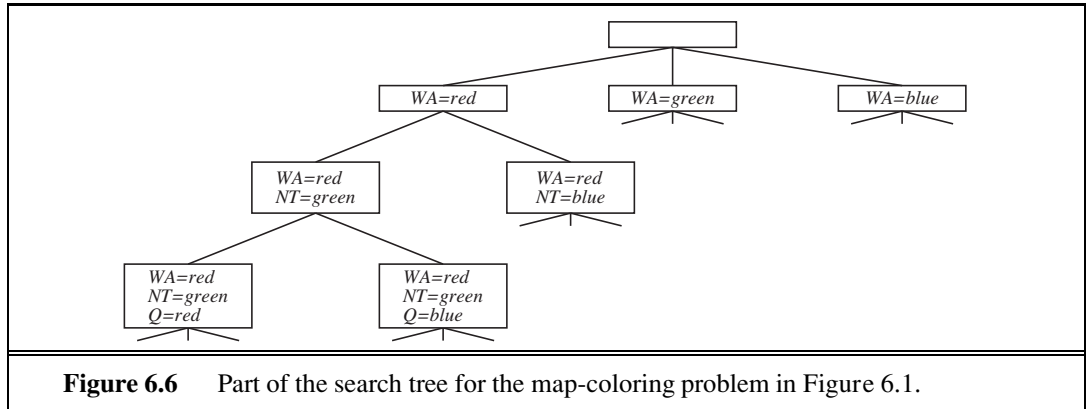 WA=red
WA=green
WA=blue
WA=red
NT=green
WA=red
NT=blue
WA=red
NT=green
Q=red
WA=red
NT=green
Q=blue
Figure 6.6 Part of the search tree for the map-coloring problem in Figure 6.1.